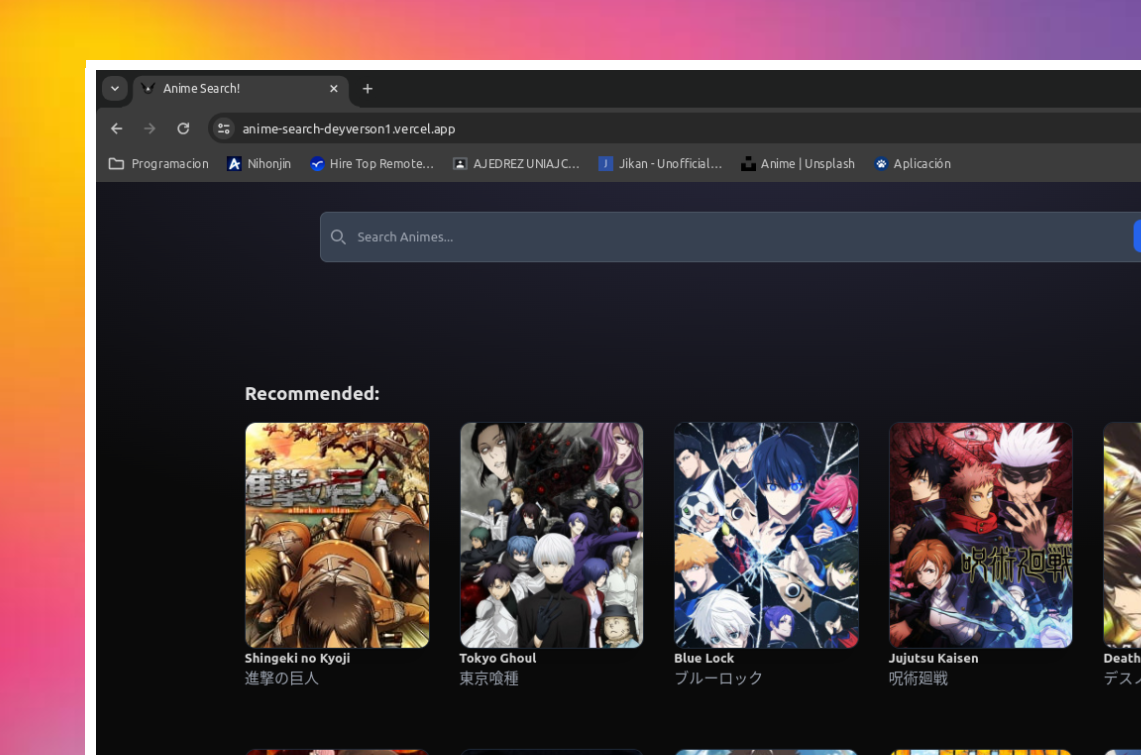 Anime Search!
anime-search-deyverson1.vercel.app
Programacion Nihonjin Hire Top Remote... AJEDREZ UNIAJC... Jikan - Unofficial... Anime | Unsplash Aplicación
Search Animes...
Recommended:
進撃の巨人
attack on titan
呪術廻戦
Shingeki no Kyoji Tokyo Ghoul Blue Lock Jujutsu Kaisen Death
進撃の巨人 東京喰種 ブルーロック 呪術廻戦 デス